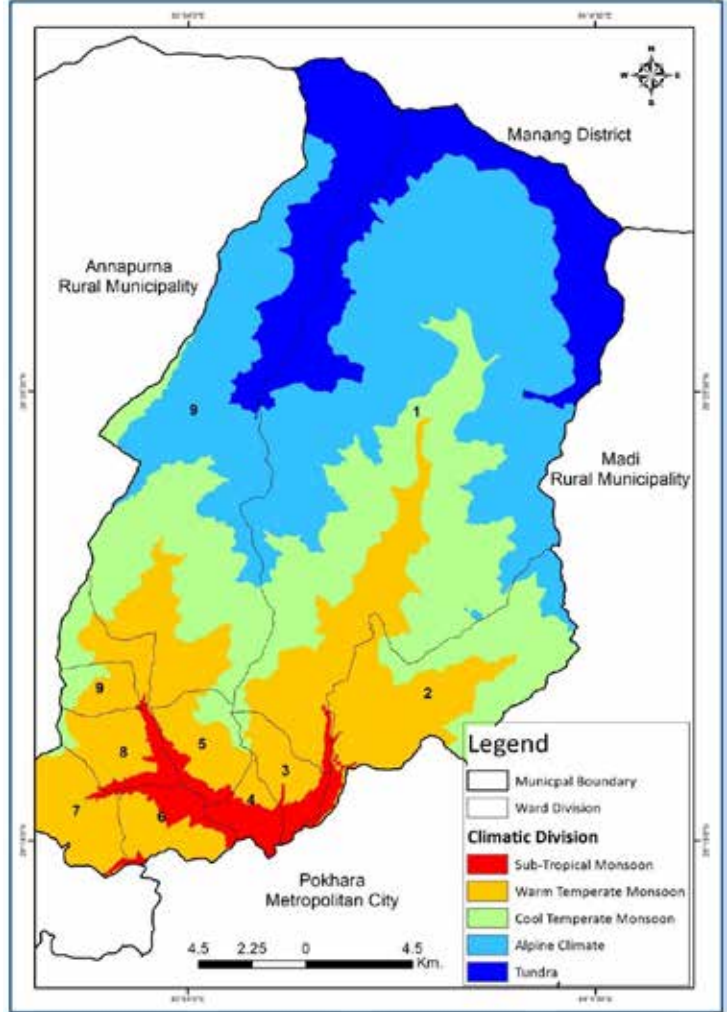 N
W E
S
Manang District
Annapurna
Rural Municipality
9
1
Madi
Rural Municipality
9
2
8
5
3
7
6
4
Legend
Municpal Boundary
Ward Division
Climatic Division
Sub-Tropical Monsoon
Warm Temperate Monsoon
Cool Temperate Monsoon
Alpine Climate
Tundra
Pokhara
Metropolitan City
4.5 2.25 0 4.5
Km.